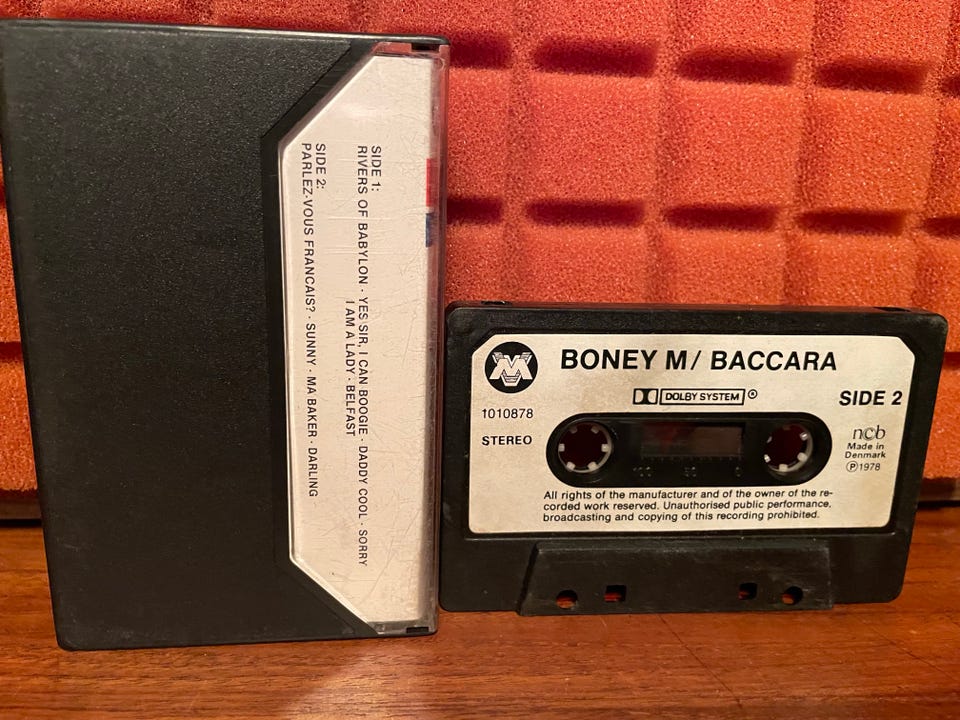 SIDE 1:
RIVERS OF BABYLON · YES SIR, I CAN BOOGIE · DADDY COOL · SORRY
I AM A LADY · BELFAST
SIDE 2:
PARLEZ-VOUS FRANCAIS? · SUNNY · MA BAKER · DARLING
M
BONEY M/ BACCARA
DOLBY SYSTEM ®
SIDE 2
1010878
STEREO
ncb
Made in
Denmark
℗ 1978
100 50 0
All rights of the manufacturer and of the owner of the re-
corded work reserved. Unauthorised public performance,
broadcasting and copying of this recording prohibited.